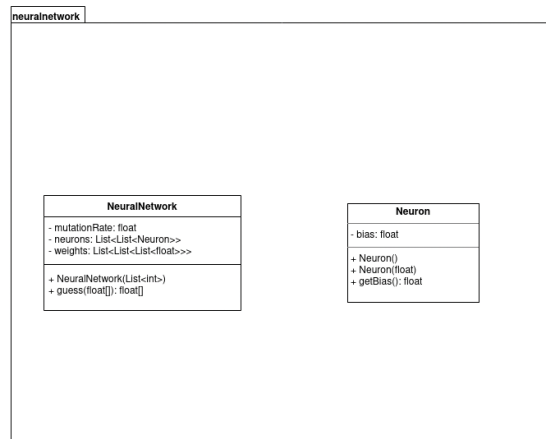 neuralnetwork
NeuralNetwork
- mutationRate: float
- neurons: List<List<Neuron>>
- weights: List<List<List<float>>>
+ NeuralNetwork(List<int>)
+ guess(float[]): float[]
Neuron
- bias: float
+ Neuron()
+ Neuron(float)
+ getBias(): float